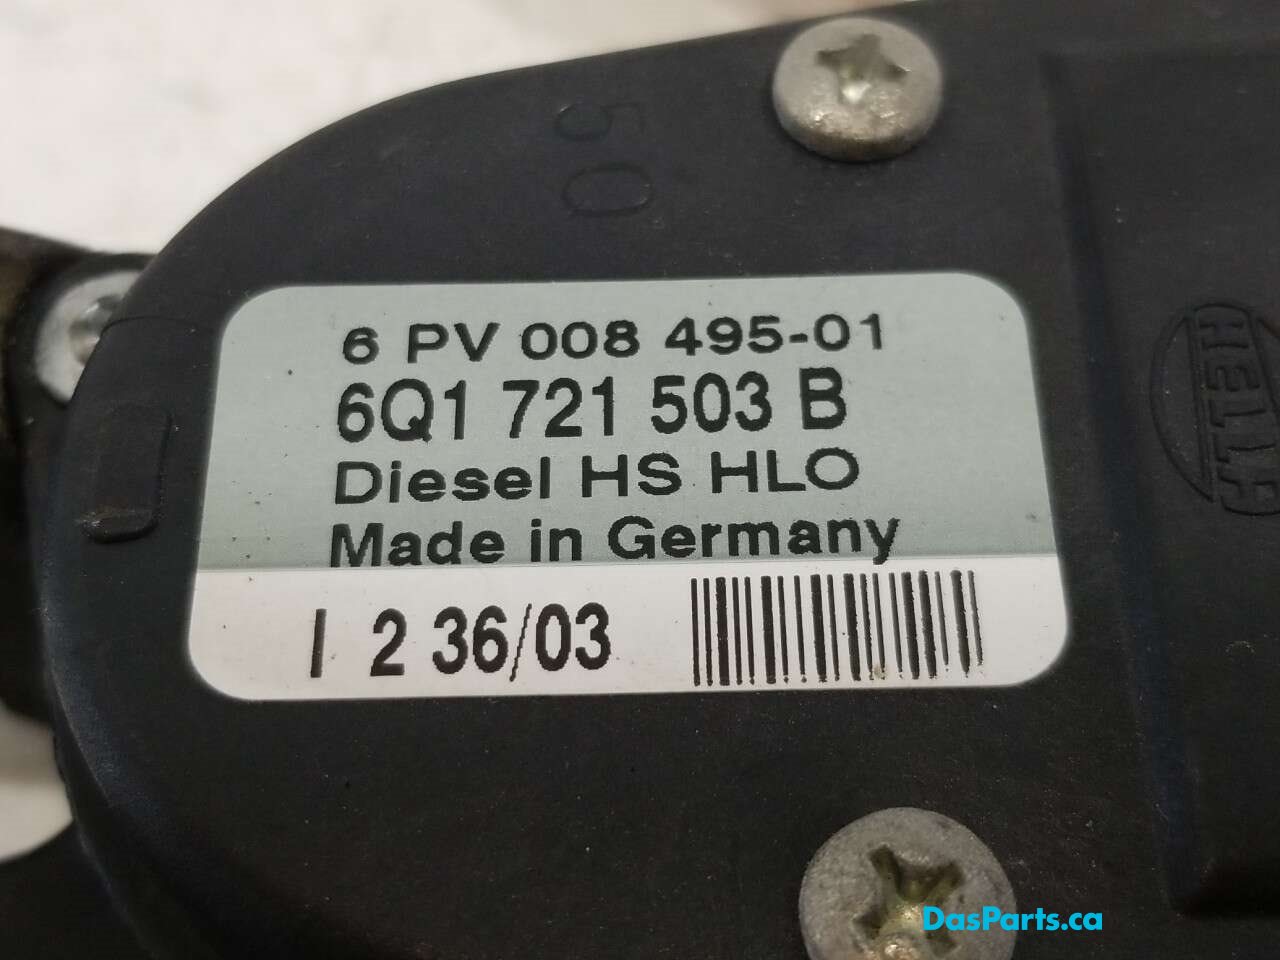 50
6 PV 008 495-01
6Q1 721 503 B
Diesel HS HLO
Made in Germany
I 2 36/03
HELLA
DasParts.ca